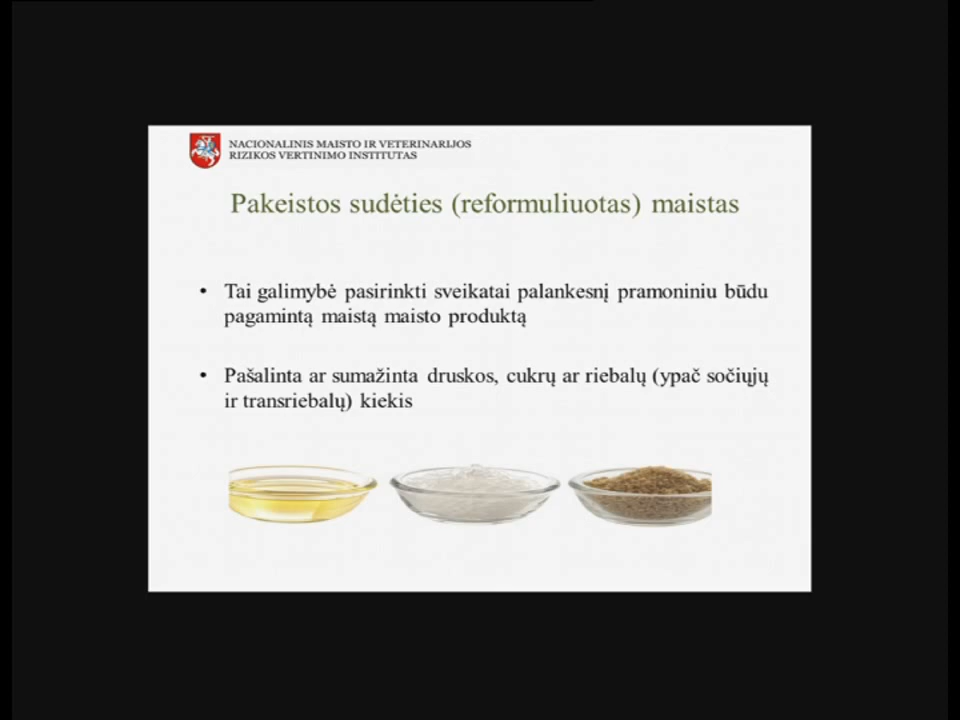 NACIONALINIS MAISTO IR VETERINARIJOS
RIZIKOS VERTINIMO INSTITUTAS
Pakeistos sudėties (reformuliuotas) maistas
• Tai galimybė pasirinkti sveikatai palankesnį pramoniniu būdu
pagamintą maistą maisto produktą
• Pašalinta ar sumažinta druskos, cukrų ar riebalų (ypač sočiųjų
ir transriebalų) kiekis